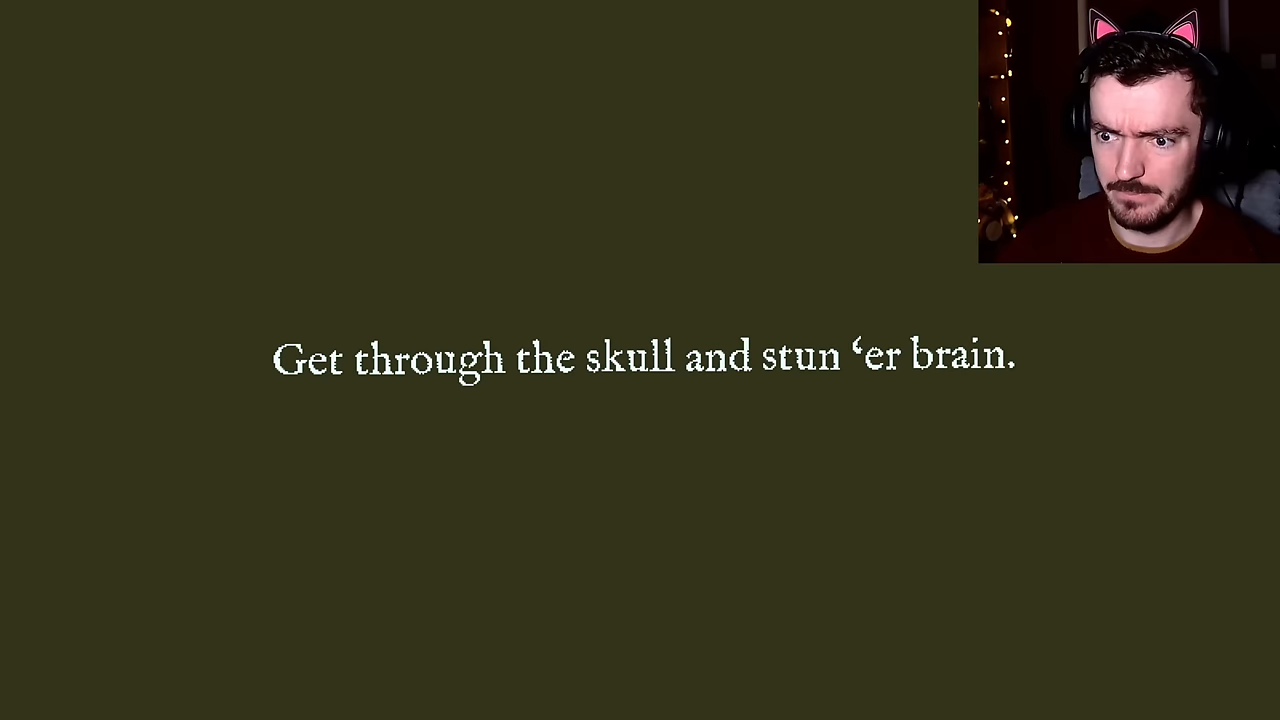 Get through the skull and stun ‘er brain.